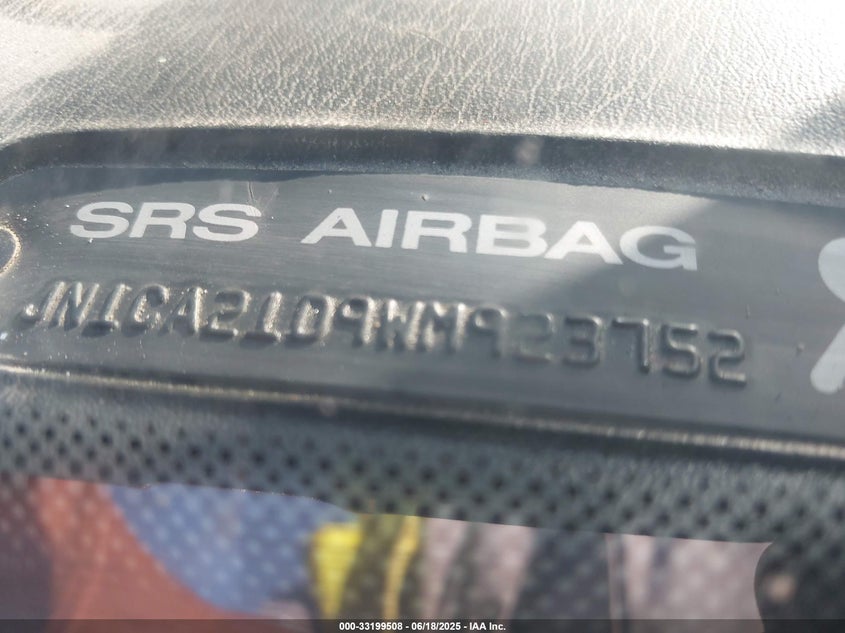 SRS AIRBAG
JN1CA21D9WM923752
000-33199508 - 06/18/2025 - IAA Inc.